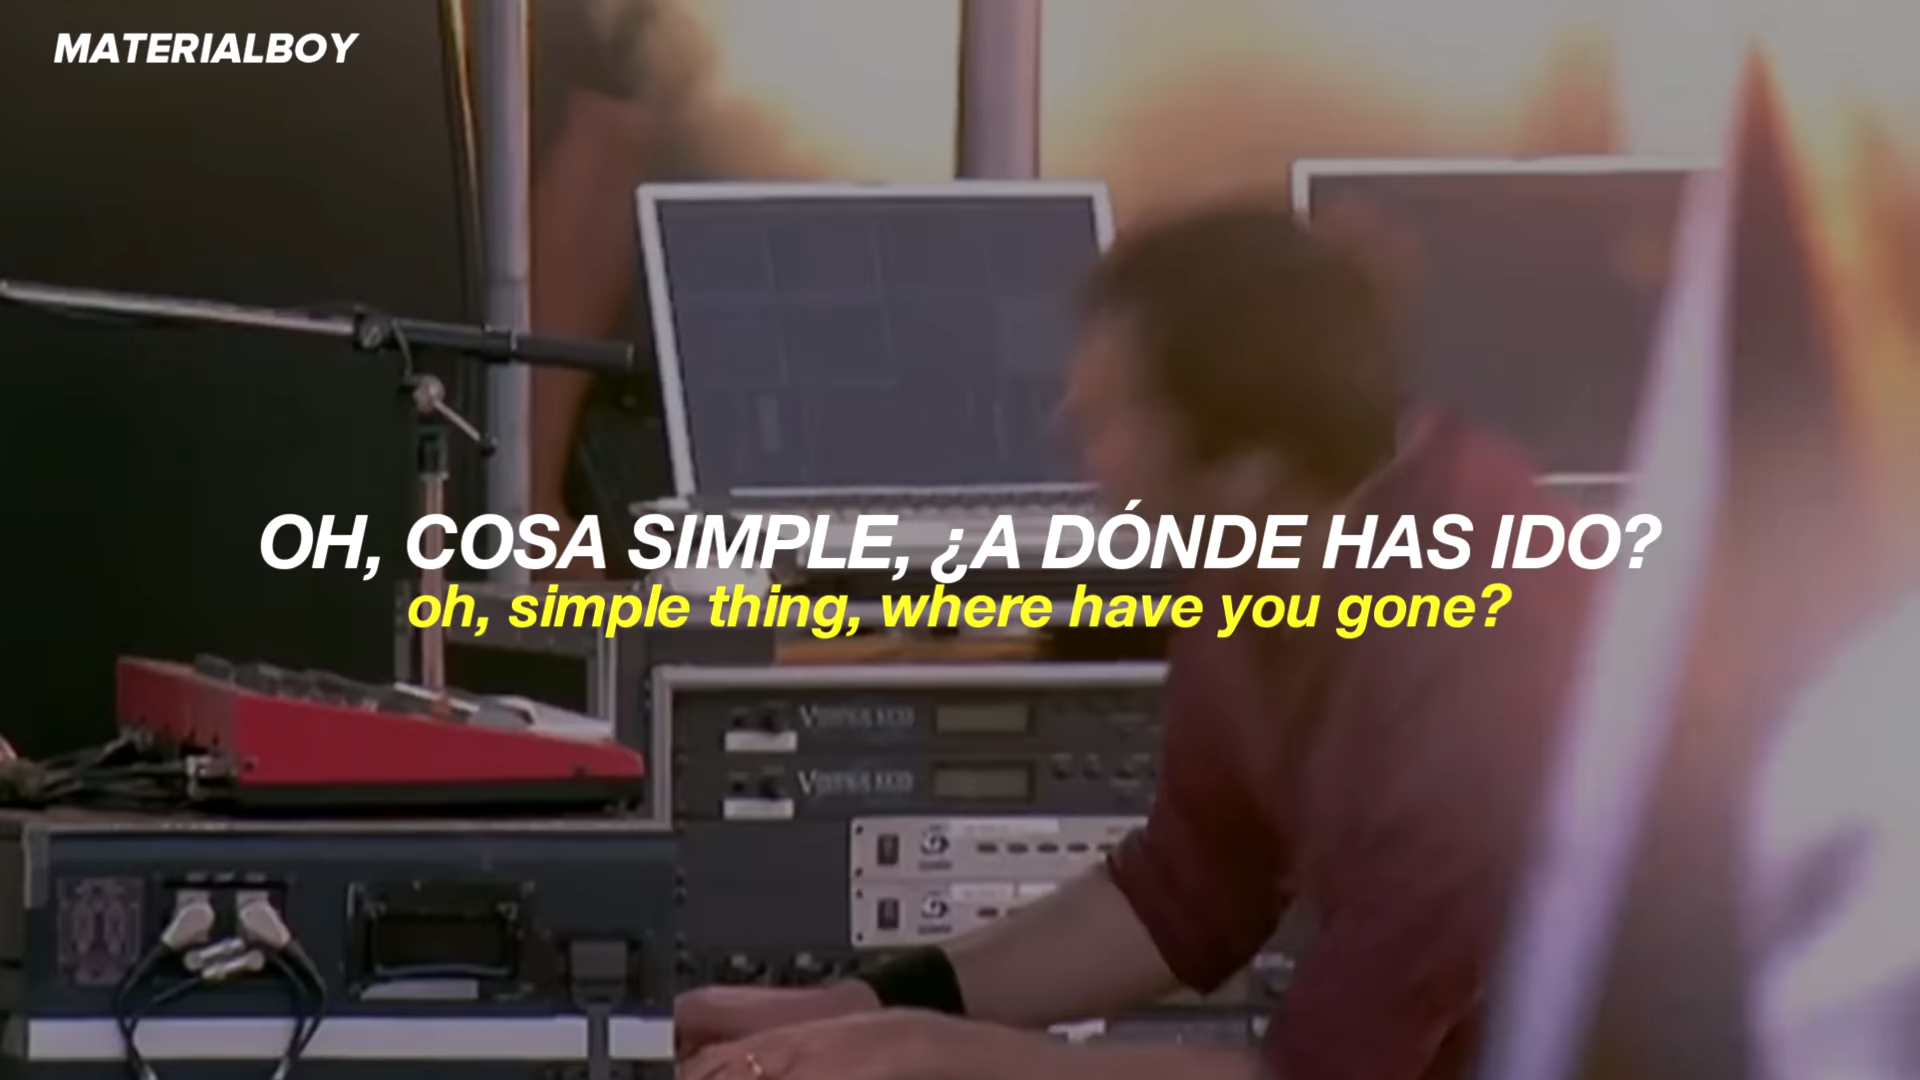 MATERIALBOY
OH, COSA SIMPLE, ¿A DÓNDE HAS IDO?
oh, simple thing, where have you gone?